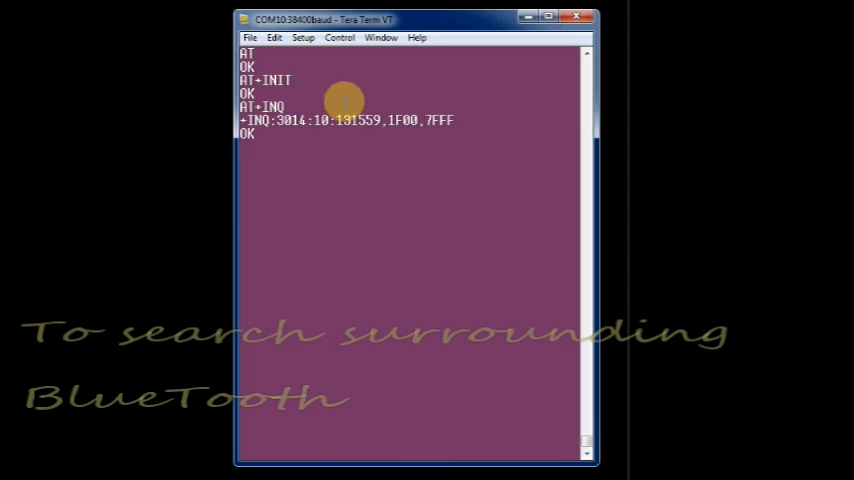 COM10:38400baud - Tera Term VT
File Edit Setup Control Window Help
AT
OK
AT+INIT
OK
AT+INQ
+INQ:3014:10:131559,1F00,7FFF
OK
To search surrounding
BlueTooth